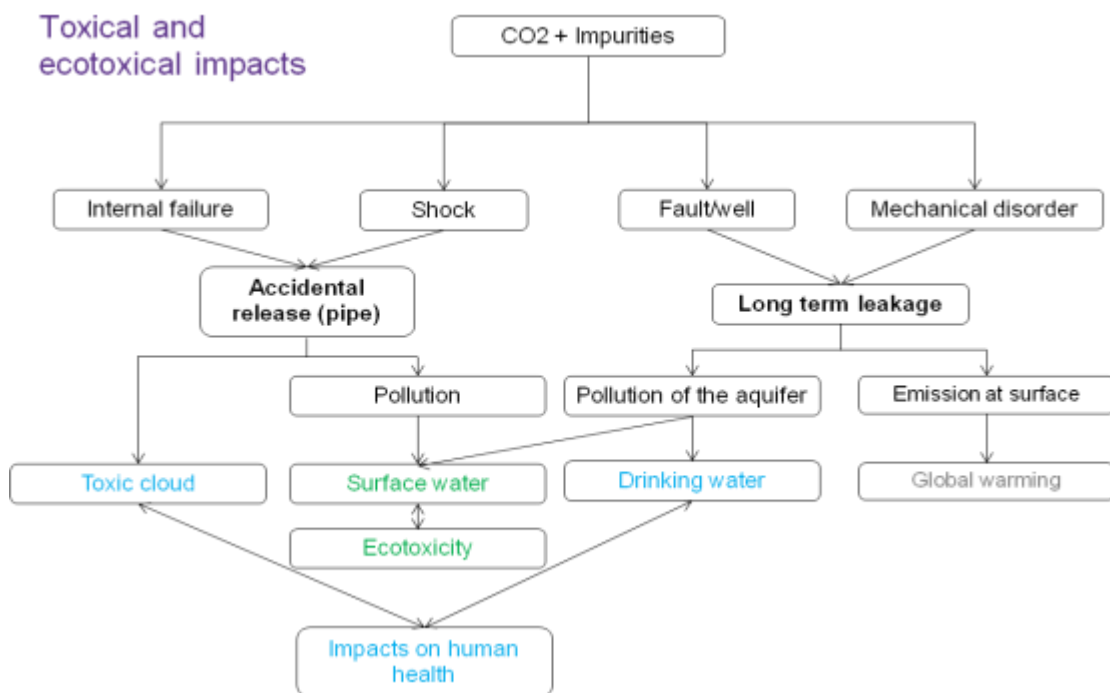 Toxical and
ecotoxical impacts
CO2 + Impurities
Internal failure
Shock
Fault/well
Mechanical disorder
Accidental
release (pipe)
Long term leakage
Pollution
Pollution of the aquifer
Emission at surface
Toxic cloud
Surface water
Drinking water
Global warming
Ecotoxicity
Impacts on human
health